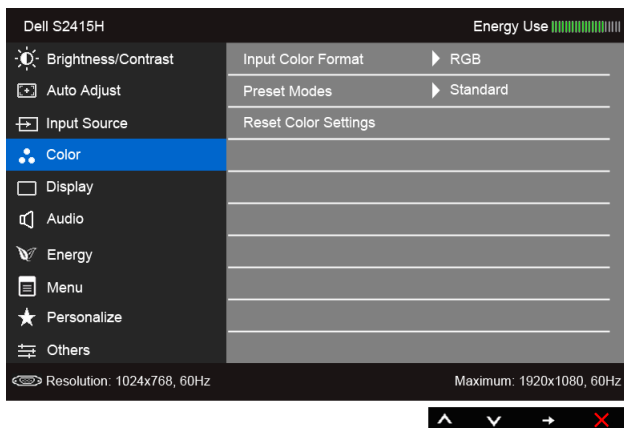 Dell S2415H Energy Use
Brightness/Contrast Input Color Format RGB
Auto Adjust Preset Modes Standard
Input Source Reset Color Settings
Color
Display
Audio
Energy
Menu
Personalize
Others
Resolution: 1024x768, 60Hz Maximum: 1920x1080, 60Hz